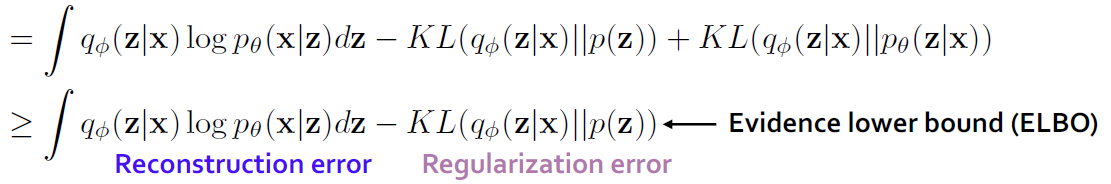 = ∫ q_ϕ(z|x) log p_θ(x|z)dz − KL(q_ϕ(z|x)||p(z)) + KL(q_ϕ(z|x)||p_θ(z|x))
≥ ∫ q_ϕ(z|x) log p_θ(x|z)dz − KL(q_ϕ(z|x)||p(z)) ← Evidence lower bound (ELBO)
Reconstruction error Regularization error